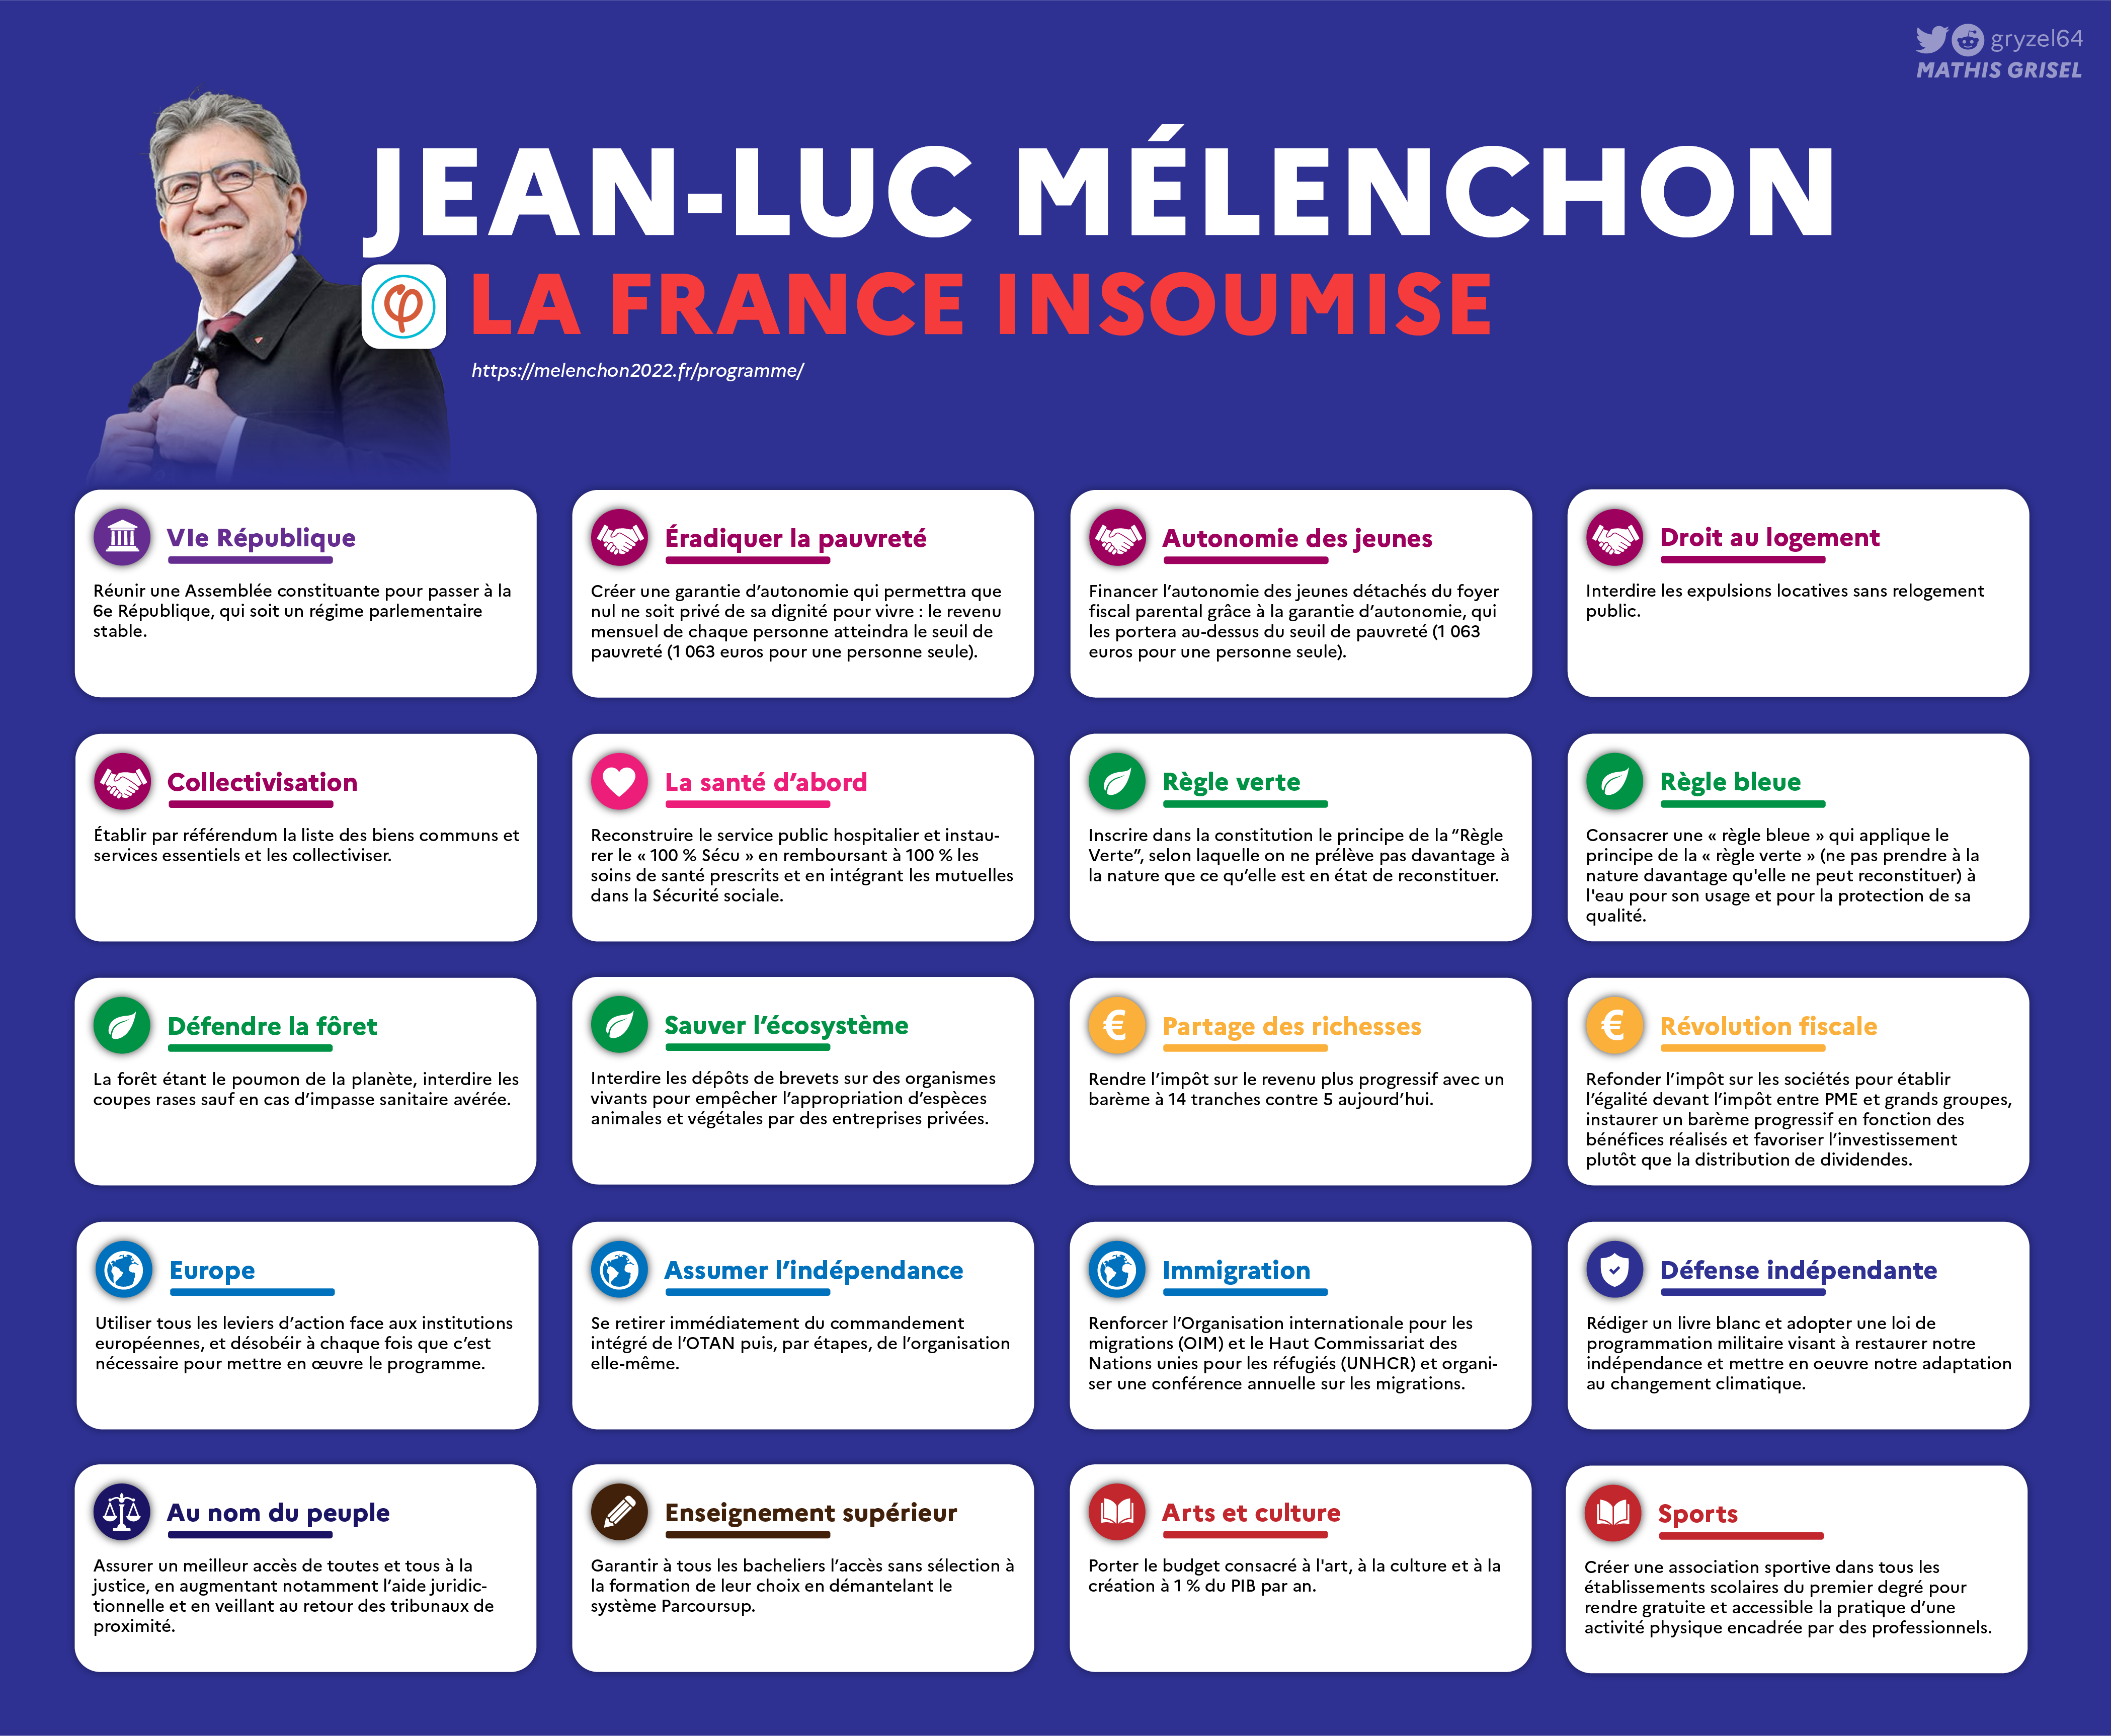 gryzel64
MATHIS GRISEL
JEAN-LUC MÉLENCHON
LA FRANCE INSOUMISE
https://melenchon2022.fr/programme/
VIe République
Réunir une Assemblée constituante pour passer à la
6e République, qui soit un régime parlementaire
stable.
Éradiquer la pauvreté
Créer une garantie d’autonomie qui permettra que
nul ne soit privé de sa dignité pour vivre : le revenu
mensuel de chaque personne atteindra le seuil de
pauvreté (1 063 euros pour une personne seule).
Autonomie des jeunes
Financer l’autonomie des jeunes détachés du foyer
fiscal parental grâce à la garantie d’autonomie, qui
les portera au-dessus du seuil de pauvreté (1 063
euros pour une personne seule).
Droit au logement
Interdire les expulsions locatives sans relogement
public.
Collectivisation
Établir par référendum la liste des biens communs et
services essentiels et les collectiviser.
La santé d’abord
Reconstruire le service public hospitalier et instau-
rer le « 100 % Sécu » en remboursant à 100 % les
soins de santé prescrits et en intégrant les mutuelles
dans la Sécurité sociale.
Règle verte
Inscrire dans la constitution le principe de la “Règle
Verte”, selon laquelle on ne prélève pas davantage à
la nature que ce qu’elle est en état de reconstituer.
Règle bleue
Consacrer une « règle bleue » qui applique le
principe de la « règle verte » (ne pas prendre à la
nature davantage qu'elle ne peut reconstituer) à
l'eau pour son usage et pour la protection de sa
qualité.
Défendre la fôret
La forêt étant le poumon de la planète, interdire les
coupes rases sauf en cas d’impasse sanitaire avérée.
Sauver l’écosystème
Interdire les dépôts de brevets sur des organismes
vivants pour empêcher l’appropriation d’espèces
animales et végétales par des entreprises privées.
Partage des richesses
Rendre l’impôt sur le revenu plus progressif avec un
barème à 14 tranches contre 5 aujourd’hui.
Révolution fiscale
Refonder l’impôt sur les sociétés pour établir
l’égalité devant l’impôt entre PME et grands groupes,
instaurer un barème progressif en fonction des
bénéfices réalisés et favoriser l’investissement
plutôt que la distribution de dividendes.
Europe
Utiliser tous les leviers d’action face aux institutions
européennes, et désobéir à chaque fois que c’est
nécessaire pour mettre en œuvre le programme.
Assumer l’indépendance
Se retirer immédiatement du commandement
intégré de l’OTAN puis, par étapes, de l’organisation
elle-même.
Immigration
Renforcer l’Organisation internationale pour les
migrations (OIM) et le Haut Commissariat des
Nations unies pour les réfugiés (UNHCR) et organi-
ser une conférence annuelle sur les migrations.
Défense indépendante
Rédiger un livre blanc et adopter une loi de
programmation militaire visant à restaurer notre
indépendance et mettre en oeuvre notre adaptation
au changement climatique.
Au nom du peuple
Assurer un meilleur accès de toutes et tous à la
justice, en augmentant notamment l’aide juridic-
tionnelle et en veillant au retour des tribunaux de
proximité.
Enseignement supérieur
Garantir à tous les bacheliers l’accès sans sélection à
la formation de leur choix en démantelant le
système Parcoursup.
Arts et culture
Porter le budget consacré à l'art, à la culture et à la
création à 1 % du PIB par an.
Sports
Créer une association sportive dans tous les
établissements scolaires du premier degré pour
rendre gratuite et accessible la pratique d’une
activité physique encadrée par des professionnels.